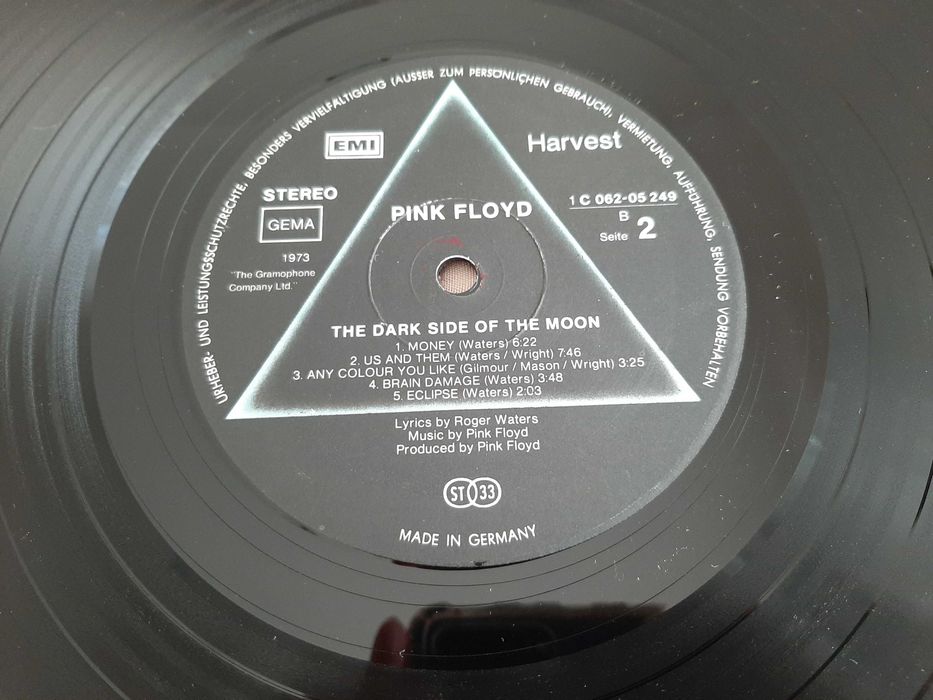 URHEBER- UND LEISTUNGSSCHUTZRECHTE, BESONDERS VERVIELFÄLTIGUNG (AUSSER ZUM PERSÖNLICHEN GEBRAUCH), VERMIETUNG, AUFFÜHRUNG, SENDUNG VORBEHALTEN
EMI
Harvest
STEREO
GEMA
1973
"The Gramophone
Company Ltd."
PINK FLOYD
1 C 062-05 249
B
Seite 2
THE DARK SIDE OF THE MOON
1. MONEY (Waters) 6:22
2. US AND THEM (Waters / Wright) 7:46
3. ANY COLOUR YOU LIKE (Gilmour / Mason / Wright) 3:25
4. BRAIN DAMAGE (Waters) 3:48
5. ECLIPSE (Waters) 2:03
Lyrics by Roger Waters
Music by Pink Floyd
Produced by Pink Floyd
ST 33
MADE IN GERMANY